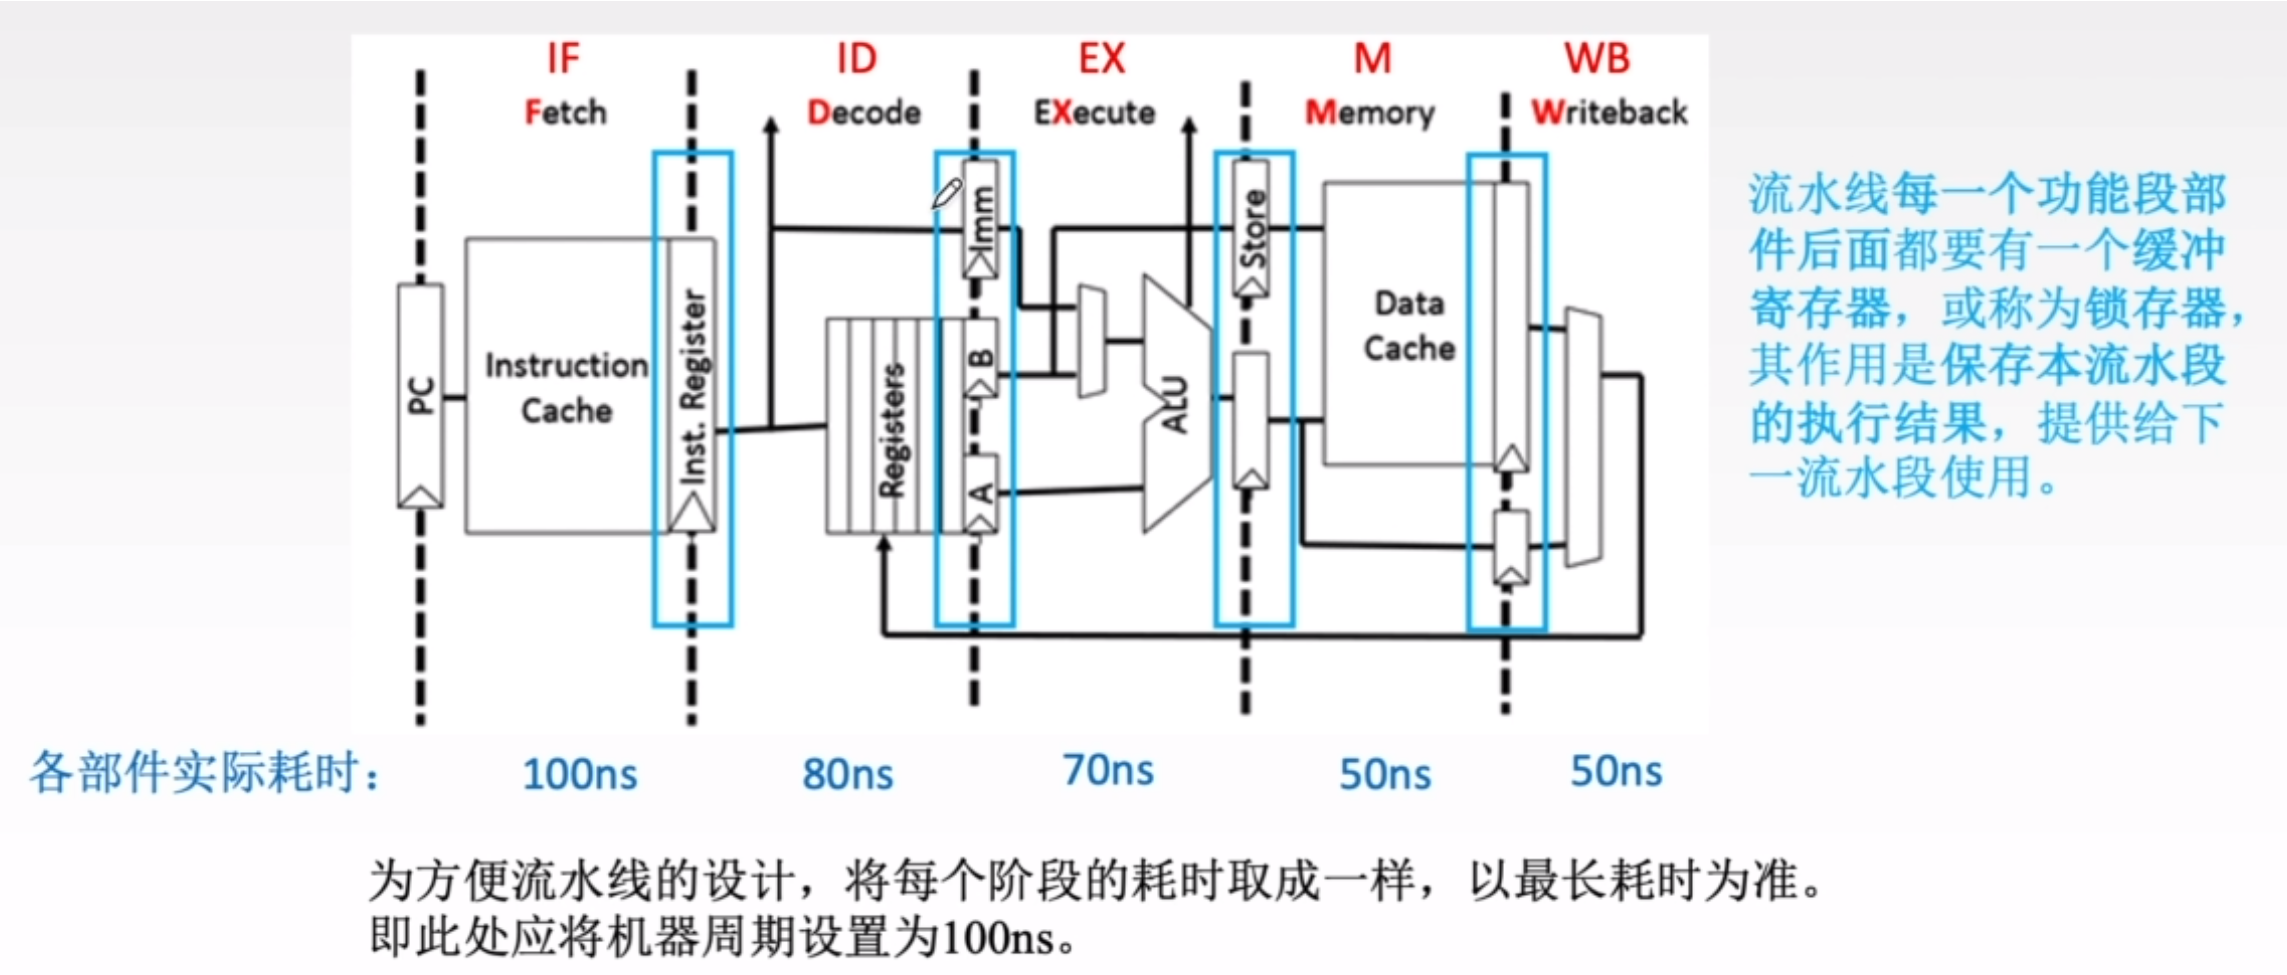 IF ID EX M WB
Fetch Decode EXecute Memory Writeback
PC
Instruction
Cache
Inst. Register
Registers
Imm
B
A
ALU
Store
Data
Cache
流水线每一个功能段部
件后面都要有一个缓冲
寄存器，或称为锁存器，
其作用是保存本流水段
的执行结果，提供给下
一流水段使用。
各部件实际耗时： 100ns 80ns 70ns 50ns 50ns
为方便流水线的设计，将每个阶段的耗时取成一样，以最长耗时为准。
即此处应将机器周期设置为100ns。